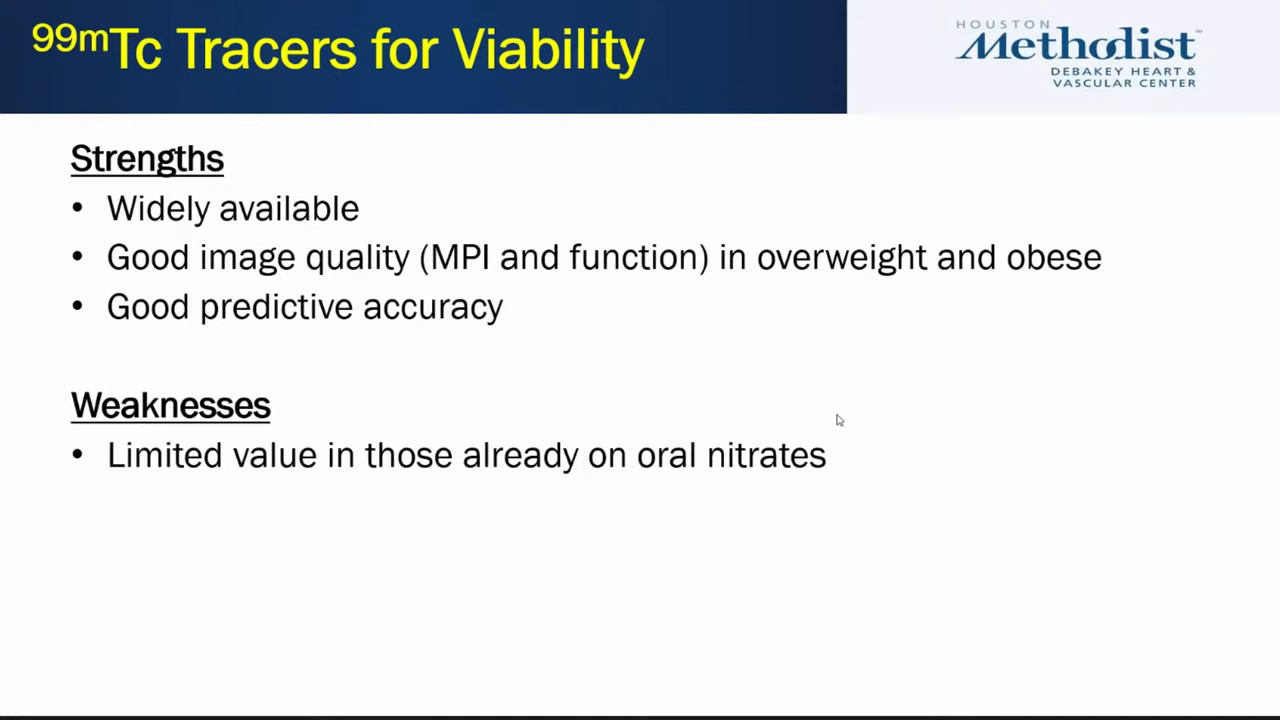 99mTc Tracers for Viability
HOUSTON
Methodist
DEBAKEY HEART &
VASCULAR CENTER
Strengths
• Widely available
• Good image quality (MPI and function) in overweight and obese
• Good predictive accuracy
Weaknesses
• Limited value in those already on oral nitrates